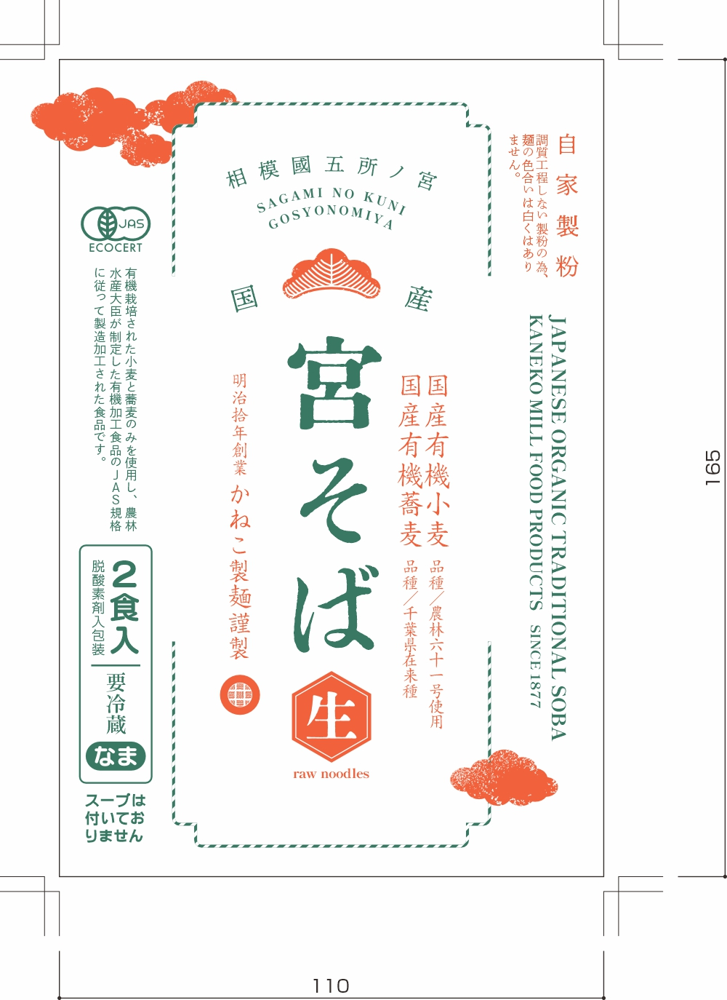 自家製粉
調質工程しない製粉の為、
麺の色合いは白くはあり
ません。
JAPANESE ORGANIC TRADITIONAL SOBA
KANEKO MILL FOOD PRODUCTS SINCE 1877
相模國五所ノ宮
SAGAMI NO KUNI
GOSYONOMIYA
国産
国産有機小麦 品種／農林六十一号使用
国産有機蕎麦 品種／千葉県在来種
宮そば
生
raw noodles
明治拾年創業 かねこ製麺謹製
JAS
ECOCERT
有機栽培された小麦と蕎麦のみを使用し、農林
水産大臣が制定した有機加工食品のJAS規格
に従って製造加工された食品です。
2食入
脱酸素剤入包装
要冷蔵
なま
スープは
付いてお
りません
165
110